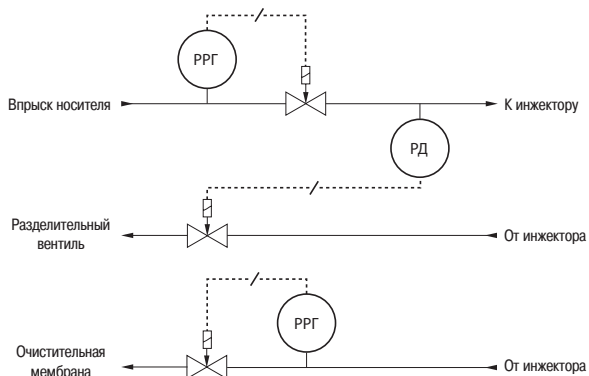 РРГ
Впрыск носителя
К инжектору
РД
Разделительный
вентиль
От инжектора
РРГ
Очистительная
мембрана
От инжектора